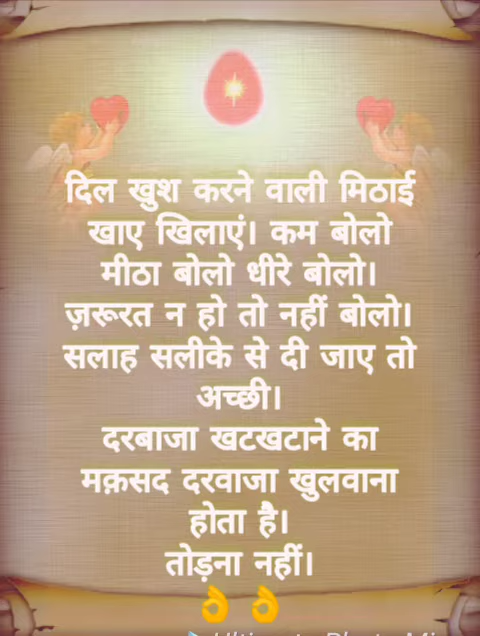 दिल खुश करने वाली मिठाई
खाए खिलाएं। कम बोलो
मीठा बोलो धीरे बोलो।
ज़रूरत न हो तो नहीं बोलो।
सलाह सलीके से दी जाए तो
अच्छी।
दरबाजा खटखटाने का
मक़सद दरवाजा खुलवाना
होता है।
तोड़ना नहीं।
👌 👌